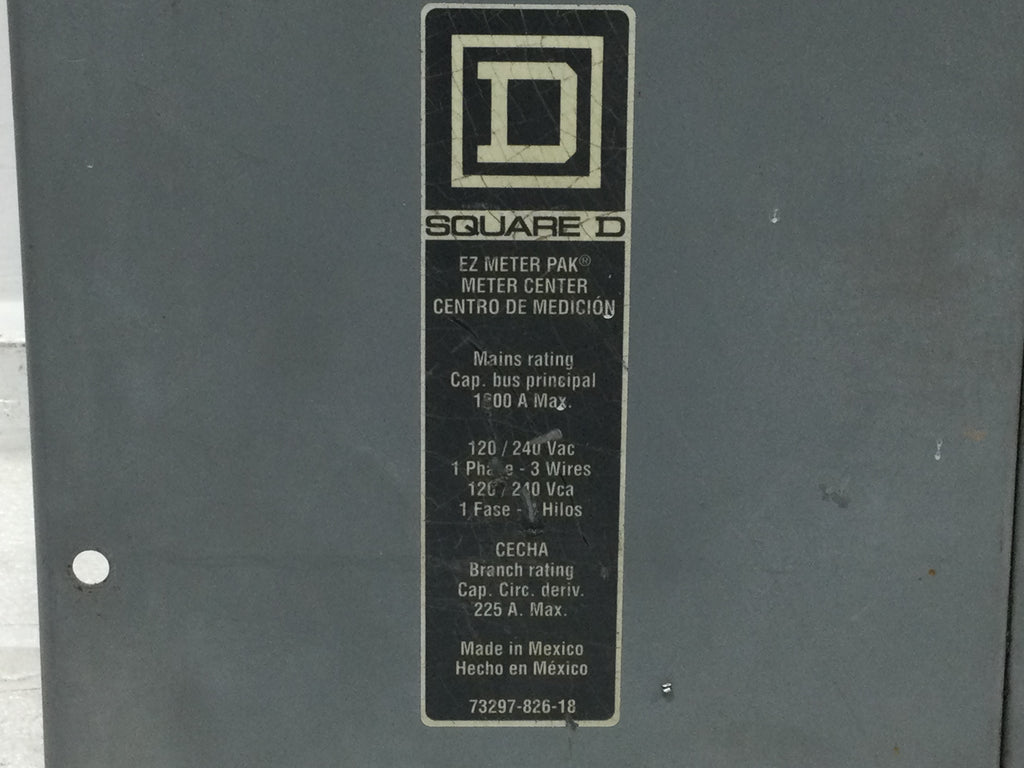 D
SQUARE D
EZ METER PAK®
METER CENTER
CENTRO DE MEDICIÓN
Mains rating
Cap. bus principal
A Max.
120 / 240 Vac
1 Phase - 3 Wires
120 / 240 Vca
1 Fase - Hilos
CECHA
Branch rating
Cap. Circ. deriv.
225 A. Max.
Made in Mexico
Hecho en México
73297-826-18